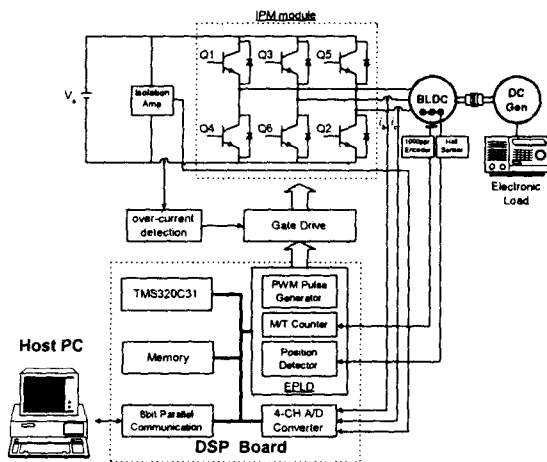 IPM module
Q1
Q3
Q5
Isolation
Amp
Vs
Q4
Q6
Q2
BLDC
DC
Gen
1000ppr
Encoder
Hall
Sensor
Electronic
Load
over-current
detection
Gate Drive
TMS320C31
PWM Pulse
Generator
M/T Counter
Memory
Position
Detector
EPLD
Host PC
8bit Parallel
Communication
4-CH A/D
Converter
DSP Board